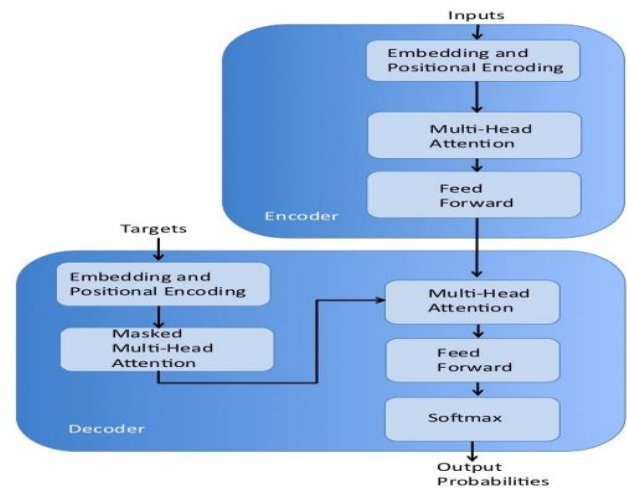 Inputs
Embedding and
Positional Encoding
Multi-Head
Attention
Feed
Forward
Encoder
Targets
Embedding and
Positional Encoding
Masked
Multi-Head
Attention
Multi-Head
Attention
Feed
Forward
Softmax
Decoder
Output
Probabilities